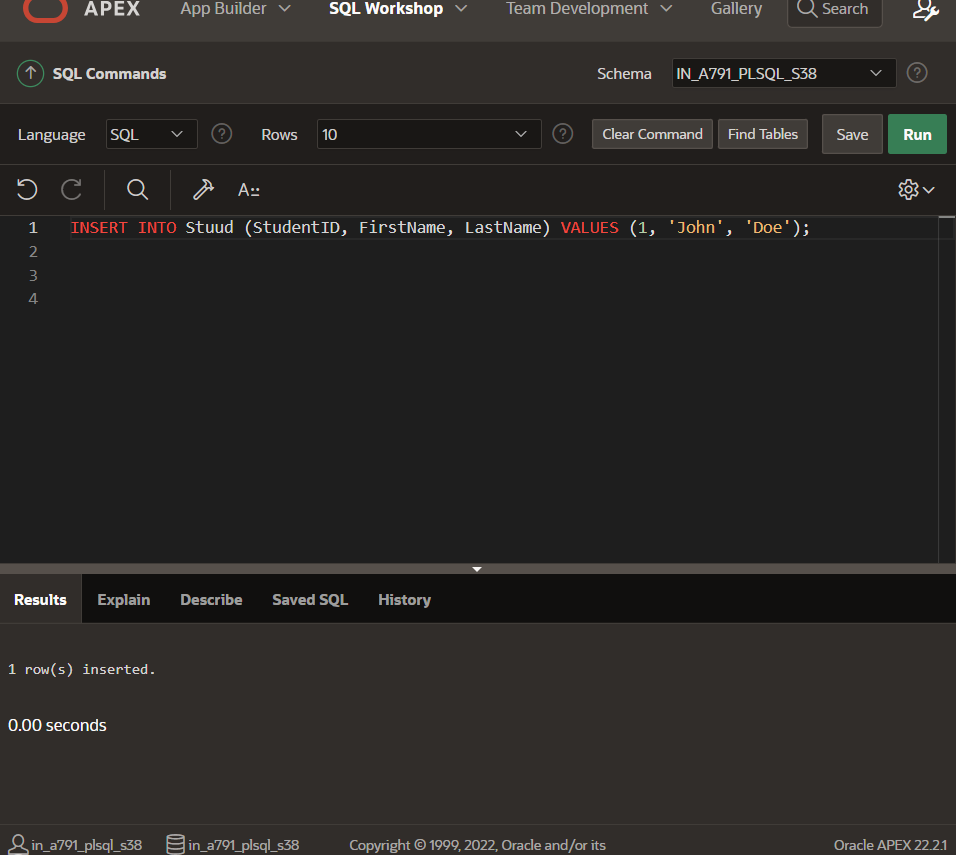 APEX App Builder SQL Workshop Team Development Gallery Search
SQL Commands Schema IN_A791_PLSQL_S38 ?
Language SQL ? Rows 10 ? Clear Command Find Tables Save Run
A::
1 INSERT INTO Stuud (StudentID, FirstName, LastName) VALUES (1, 'John', 'Doe');
2
3
4
Results Explain Describe Saved SQL History
1 row(s) inserted.
0.00 seconds
in_a791_plsql_s38 in_a791_plsql_s38 Copyright © 1999, 2022, Oracle and/or its Oracle APEX 22.2.1